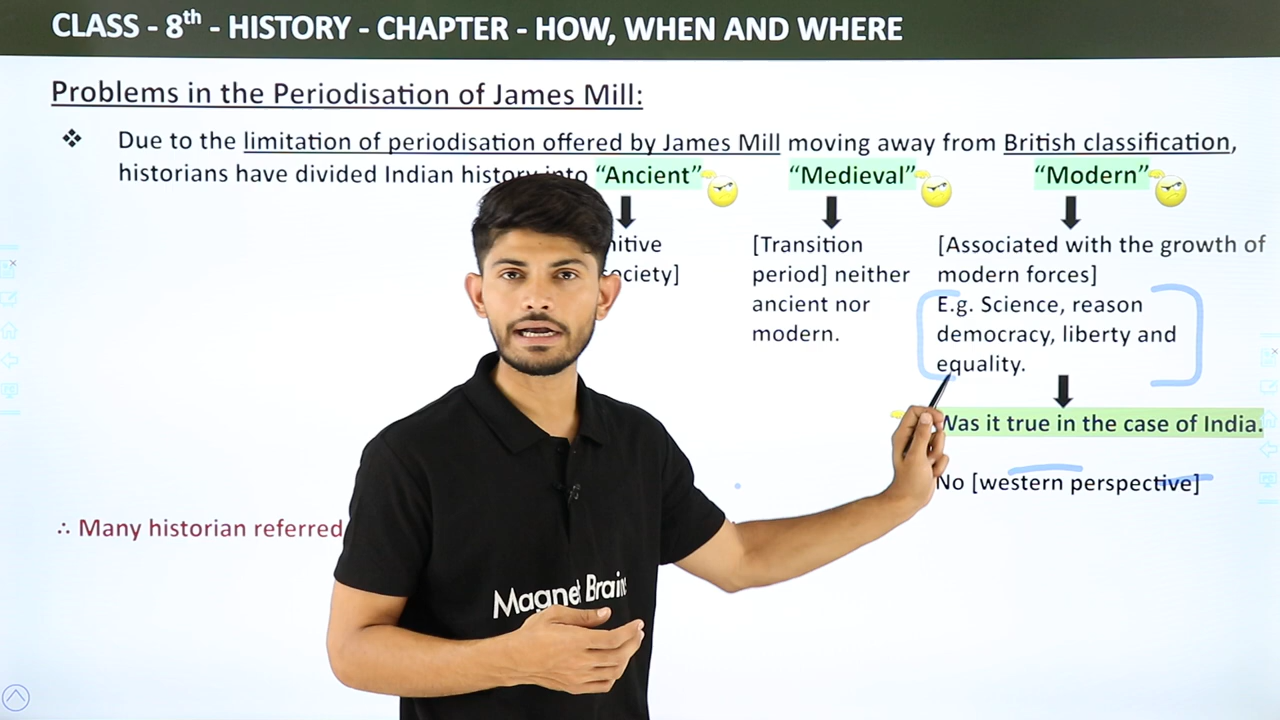 CLASS - 8th - HISTORY - CHAPTER - HOW, WHEN AND WHERE
Problems in the Periodisation of James Mill:
❖ Due to the limitation of periodisation offered by James Mill moving away from British classification,
historians have divided Indian history into “Ancient” “Medieval” “Modern”
[Transition
period] neither
ancient nor
modern.
[Associated with the growth of
modern forces]
E.g. Science, reason
democracy, liberty and
equality.
Was it true in the case of India.
No [western perspective]
∴ Many historian referred
Magnet Brains